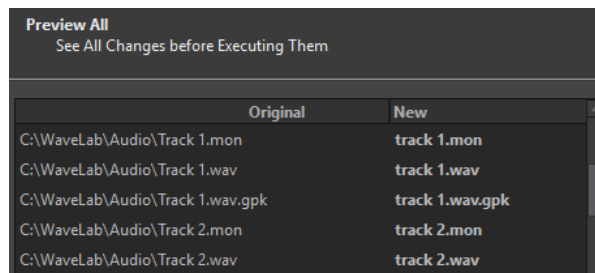 Preview All
See All Changes before Executing Them
Original New
C:\WaveLab\Audio\Track 1.mon track 1.mon
C:\WaveLab\Audio\Track 1.wav track 1.wav
C:\WaveLab\Audio\Track 1.wav.gpk track 1.wav.gpk
C:\WaveLab\Audio\Track 2.mon track 2.mon
C:\WaveLab\Audio\Track 2.wav track 2.wav